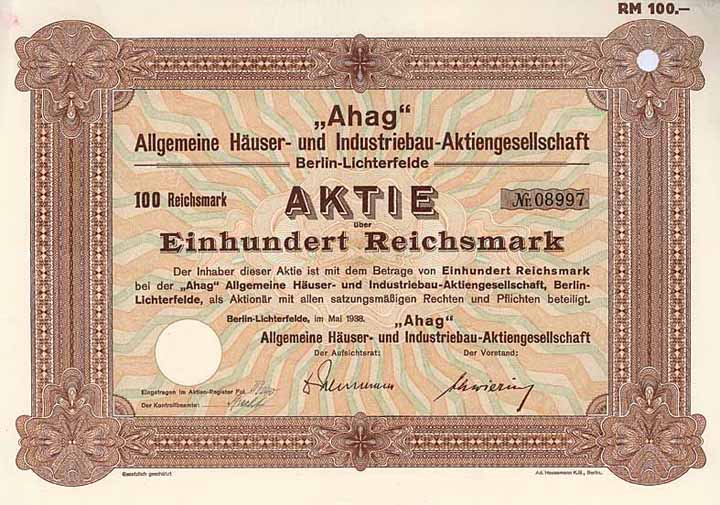 RM 100.—
„Ahag“
Allgemeine Häuser- und Industriebau-Aktiengesellschaft
Berlin-Lichterfelde
100 Reichsmark AKTIE Nr. 08997
über
Einhundert Reichsmark
Der Inhaber dieser Aktie ist mit dem Betrage von Einhundert Reichsmark
bei der „Ahag“ Allgemeine Häuser- und Industriebau-Aktiengesellschaft, Berlin-
Lichterfelde, als Aktionär mit allen satzungsmäßigen Rechten und Pflichten beteiligt.
Berlin-Lichterfelde, im Mai 1938. „Ahag“
Allgemeine Häuser- und Industriebau-Aktiengesellschaft
Der Aufsichtsrat: Der Vorstand:
Eingetragen im Aktien-Register Fol.
Der Kontrollbeamte:
Gesetzlich geschützt Ad. Heusemann K.G., Berlin.